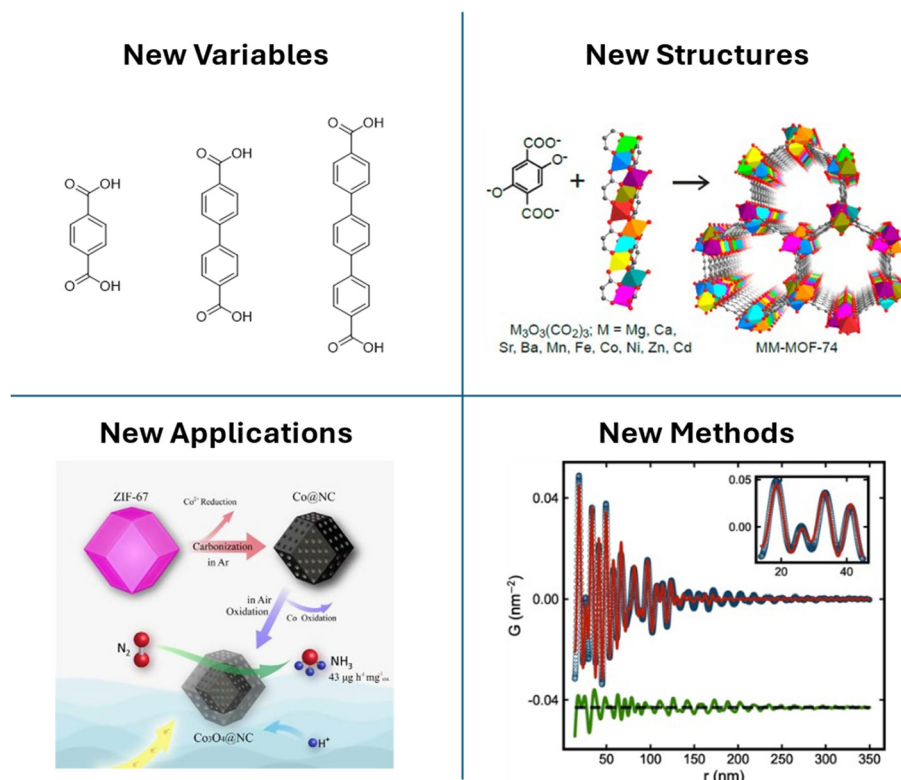 New Variables
O
OH
O
OH
O
OH
O
OH
O
OH
O
OH
New Structures
COO⁻
O⁻
⁻O
COO⁻
+
M₃O₃(CO₂)₃; M = Mg, Ca,
Sr, Ba, Mn, Fe, Co, Ni, Zn, Cd
MM-MOF-74
New Applications
ZIF-67
Co²⁺ Reduction
Co@NC
Carbonization
in Ar
in Air
Oxidation
Co Oxidation
N₂
NH₃
43 μg h⁻¹ mg⁻¹cat.
Co₃O₄@NC
H⁺
New Methods
G (nm⁻²)
0.04
0.00
-0.04
0.05
0.00
20
40
50
100
150
200
250
300
350
r (nm)